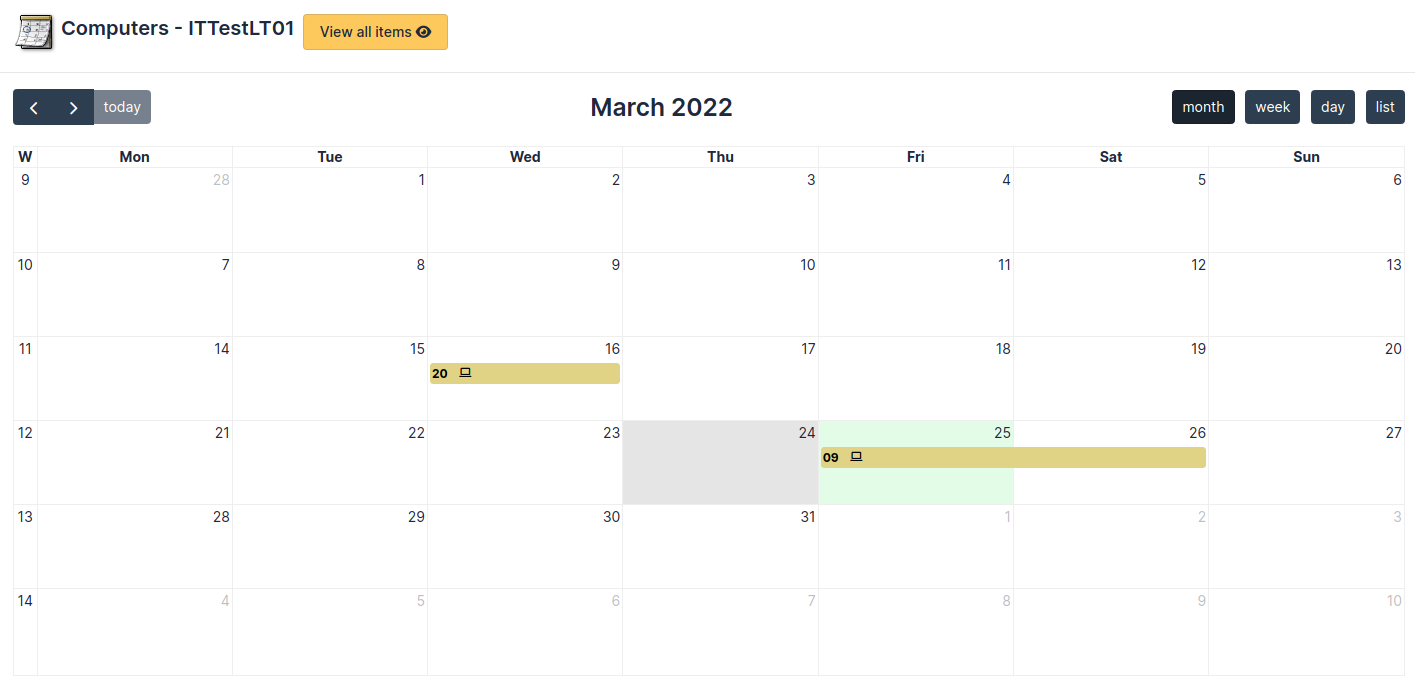 Computers - ITTestLT01 View all items
today March 2022 month week day list
W Mon Tue Wed Thu Fri Sat Sun
9 28 1 2 3 4 5 6
10 7 8 9 10 11 12 13
11 14 15 16 17 18 19 20
20
12 21 22 23 24 25 26 27
09
13 28 29 30 31 1 2 3
14 4 5 6 7 8 9 10